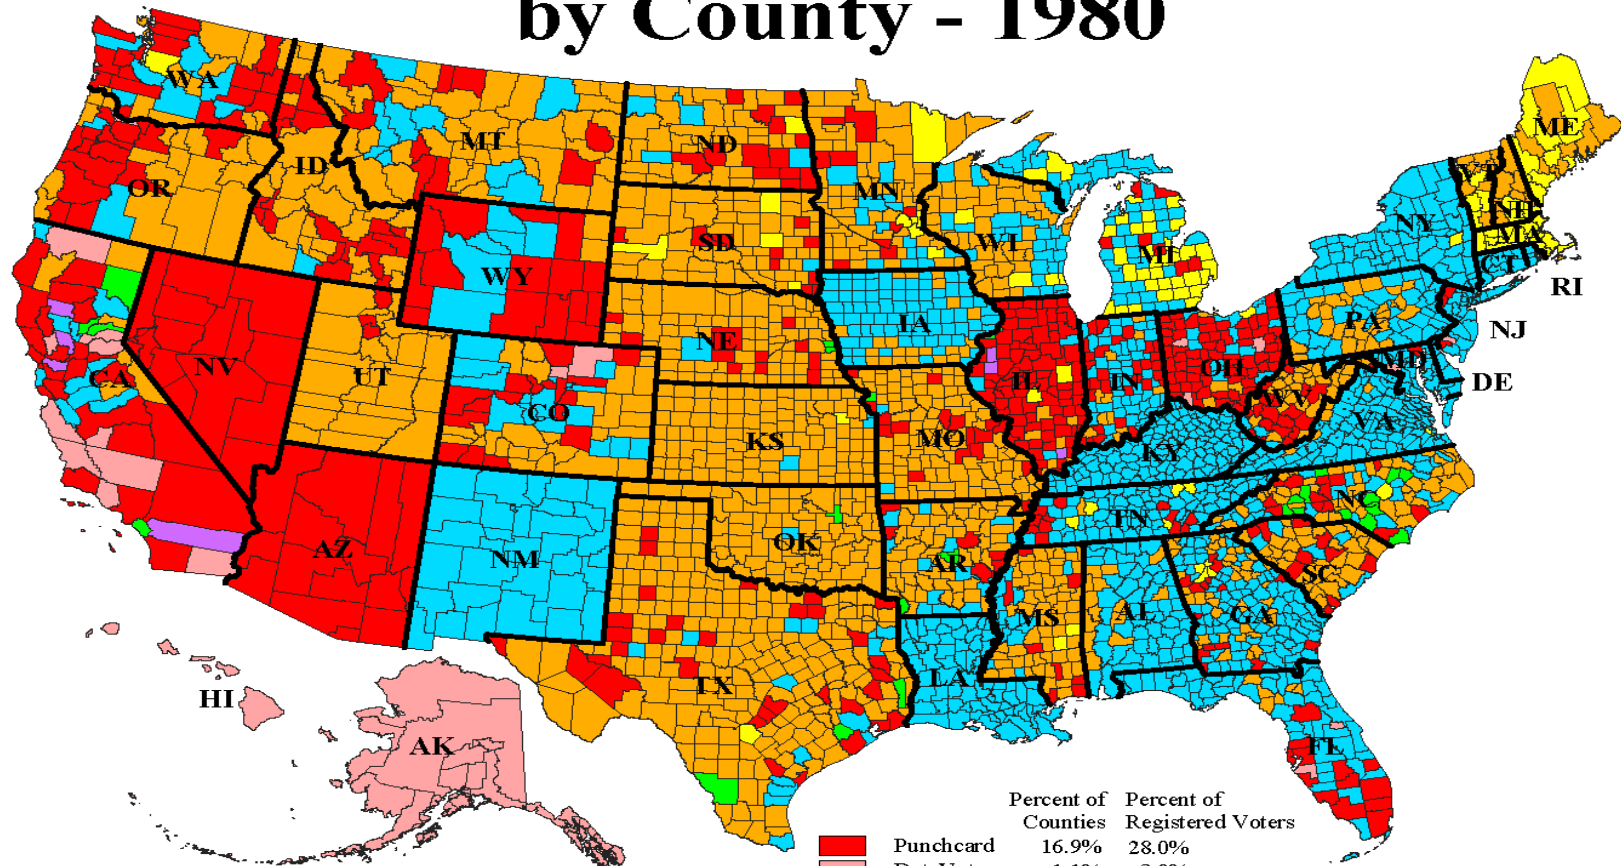 by County - 1980
WA
MT
ND
ME
OR
ID
MN
VT
NH
NY
SD
WI
MA
MI
WY
CT
RI
IA
PA
NE
NJ
NV
UT
CA
IL
IN
OH
MD
DE
CO
WV
KS
MO
VA
KY
NC
TN
AZ
NM
OK
AR
SC
MS
AL
GA
TX
LA
HI
AK
FL
Percent of Percent of
Counties Registered Voters
Punchcard 16.9% 28.0%